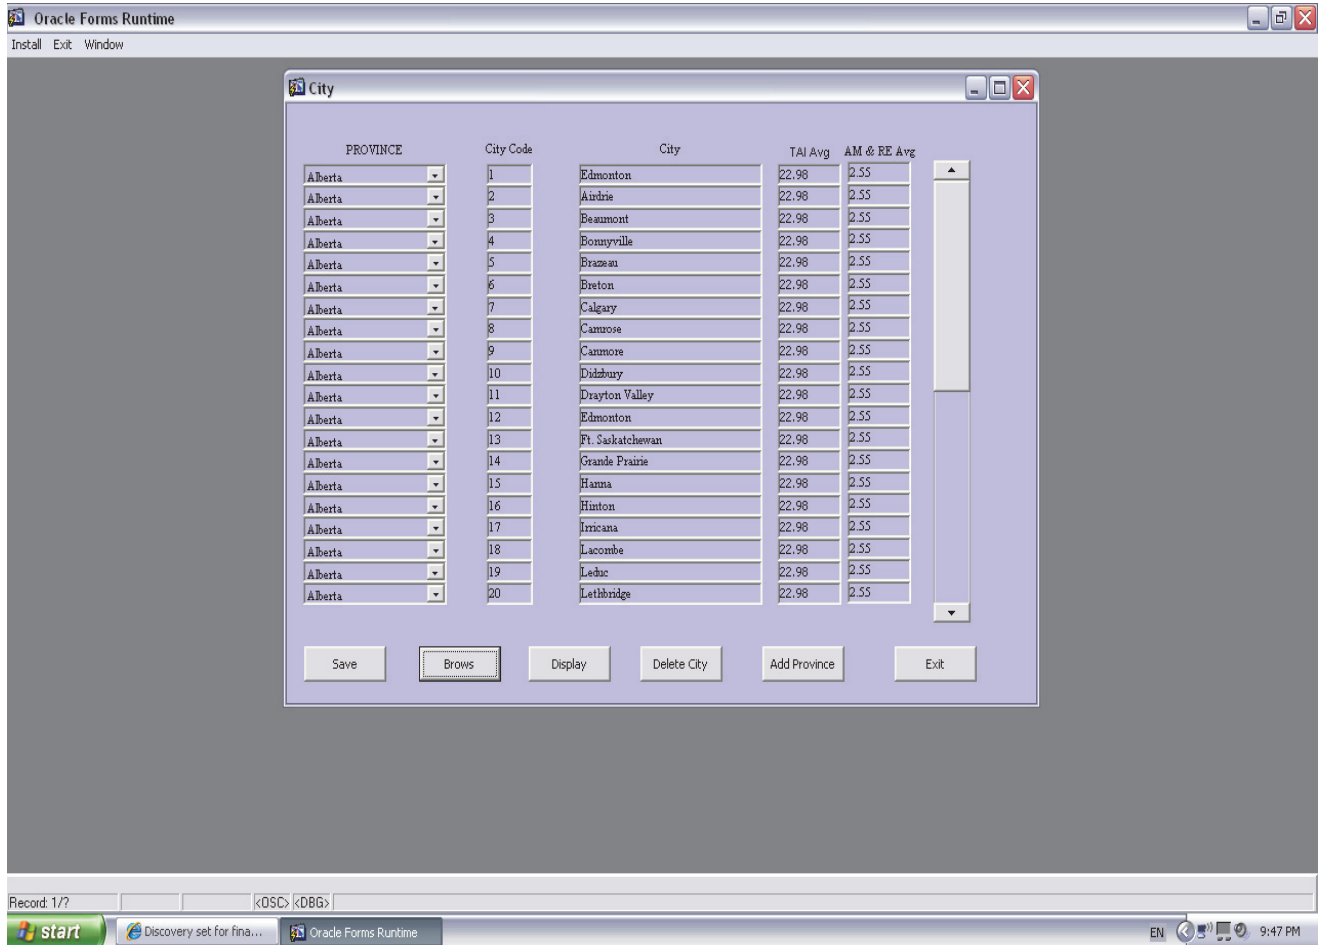 Oracle Forms Runtime
Install Exit Window
City
PROVINCE City Code City TAI Avg AM & RE Avg
Alberta 1 Edmonton 22.98 2.55
Alberta 2 Airdrie 22.98 2.55
Alberta 3 Beaumont 22.98 2.55
Alberta 4 Bonnyville 22.98 2.55
Alberta 5 Brazeau 22.98 2.55
Alberta 6 Breton 22.98 2.55
Alberta 7 Calgary 22.98 2.55
Alberta 8 Camrose 22.98 2.55
Alberta 9 Canmore 22.98 2.55
Alberta 10 Didsbury 22.98 2.55
Alberta 11 Drayton Valley 22.98 2.55
Alberta 12 Edmonton 22.98 2.55
Alberta 13 Ft. Saskatchewan 22.98 2.55
Alberta 14 Grande Prairie 22.98 2.55
Alberta 15 Hanna 22.98 2.55
Alberta 16 Hinton 22.98 2.55
Alberta 17 Irricana 22.98 2.55
Alberta 18 Lacombe 22.98 2.55
Alberta 19 Leduc 22.98 2.55
Alberta 20 Lethbridge 22.98 2.55
Save Brows Display Delete City Add Province Exit
Record: 1/? <OSC> <DBG>
start Discovery set for fina... Oracle Forms Runtime EN 9:47 PM